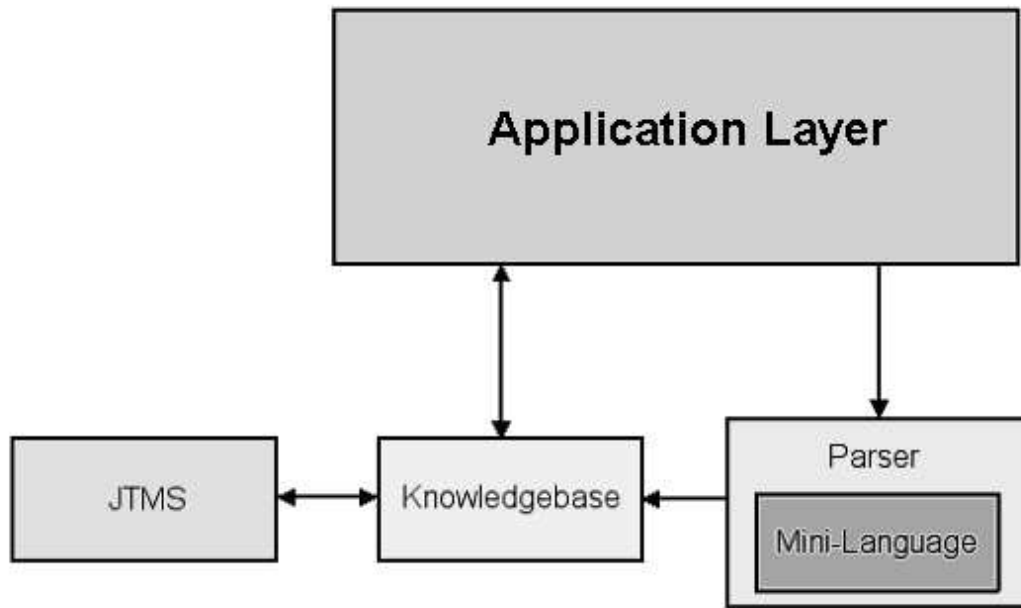 Application Layer
JTMS
Knowledgebase
Parser
Mini-Language